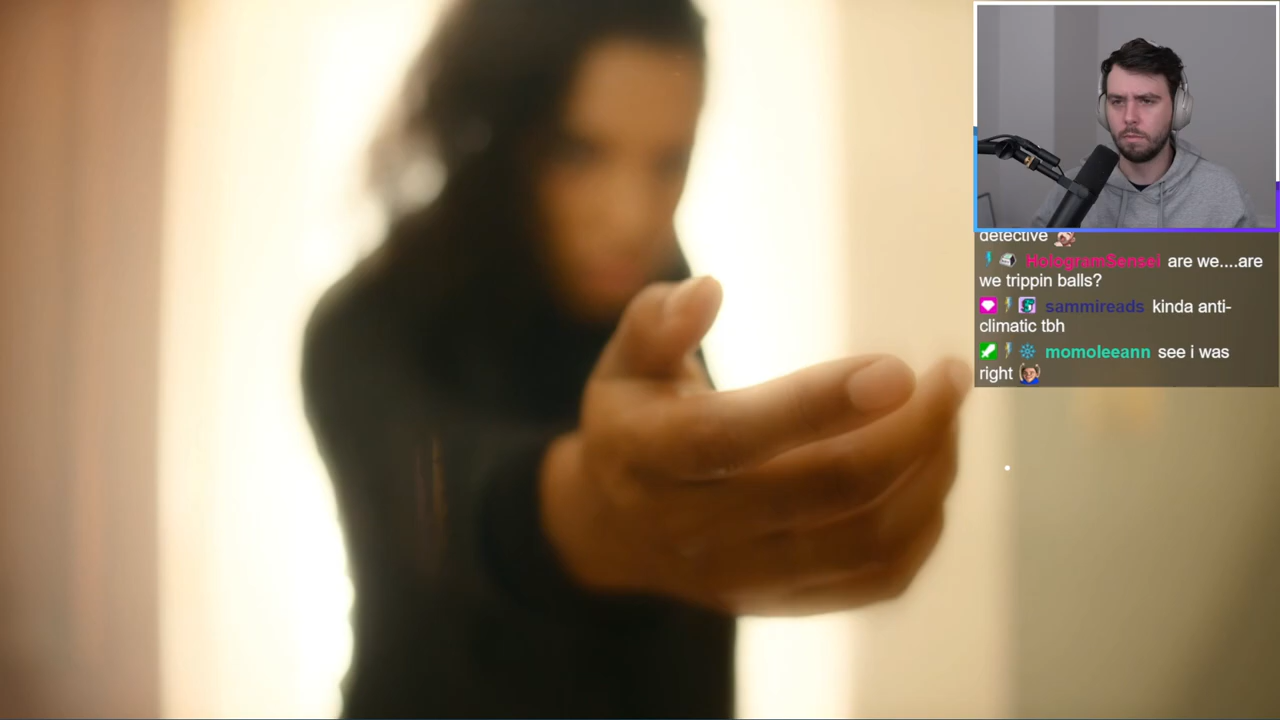 detective
HologramSensei are we....are
we trippin balls?
sammireads kinda anti-
climatic tbh
momoleeann see i was
right